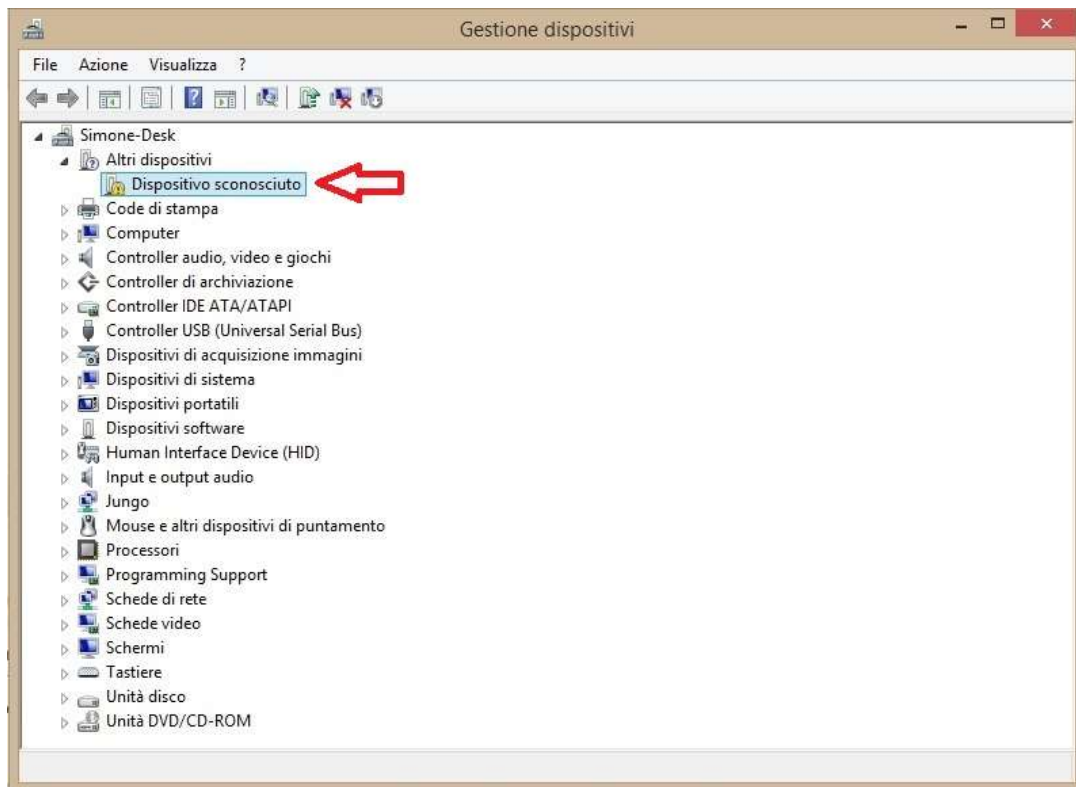 Gestione dispositivi
File Azione Visualizza ?
Simone-Desk
Altri dispositivi
Dispositivo sconosciuto
Code di stampa
Computer
Controller audio, video e giochi
Controller di archiviazione
Controller IDE ATA/ATAPI
Controller USB (Universal Serial Bus)
Dispositivi di acquisizione immagini
Dispositivi di sistema
Dispositivi portatili
Dispositivi software
Human Interface Device (HID)
Input e output audio
Jungo
Mouse e altri dispositivi di puntamento
Processori
Programming Support
Schede di rete
Schede video
Schermi
Tastiere
Unità disco
Unità DVD/CD-ROM